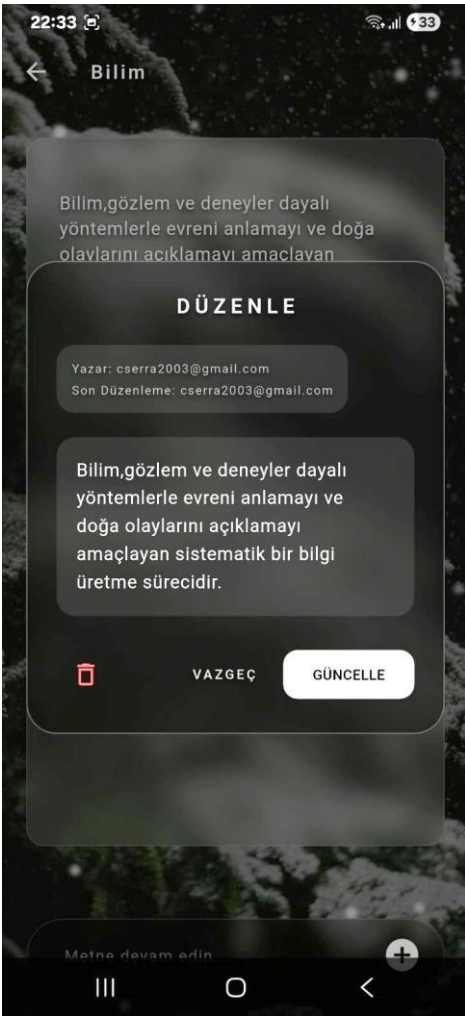 22:33
33
Bilim
Bilim,gözlem ve deneyler dayalı
yöntemlerle evreni anlamayı ve doğa
olaylarını açıklamayı amaçlayan
DÜZENLE
Yazar: cserra2003@gmail.com
Son Düzenleme: cserra2003@gmail.com
Bilim,gözlem ve deneyler dayalı
yöntemlerle evreni anlamayı ve
doğa olaylarını açıklamayı
amaçlayan sistematik bir bilgi
üretme sürecidir.
VAZGEÇ GÜNCELLE
Metne devam edin